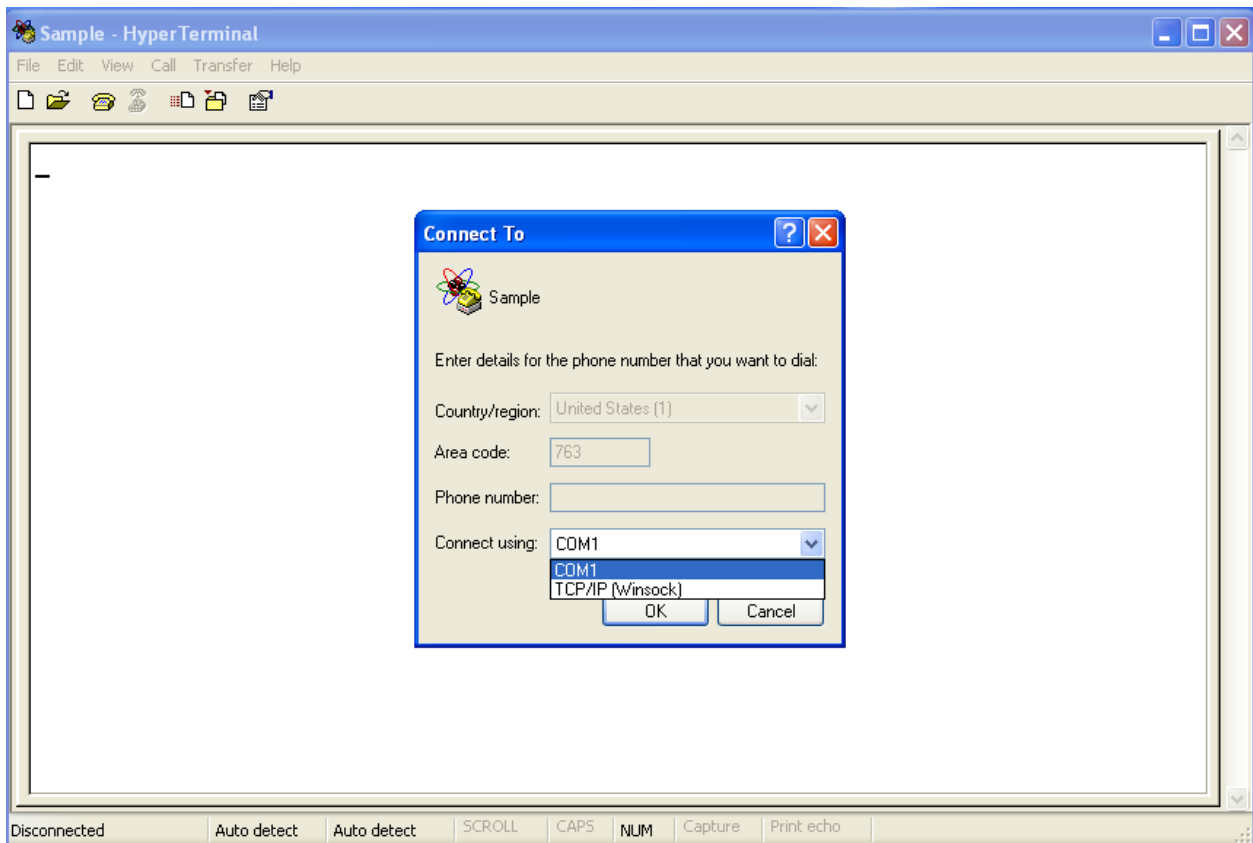 Sample - HyperTerminal
File Edit View Call Transfer Help
Connect To
Sample
Enter details for the phone number that you want to dial:
Country/region: United States (1)
Area code: 763
Phone number:
Connect using: COM1
COM1
TCP/IP (Winsock)
OK Cancel
Disconnected Auto detect Auto detect SCROLL CAPS NUM Capture Print echo